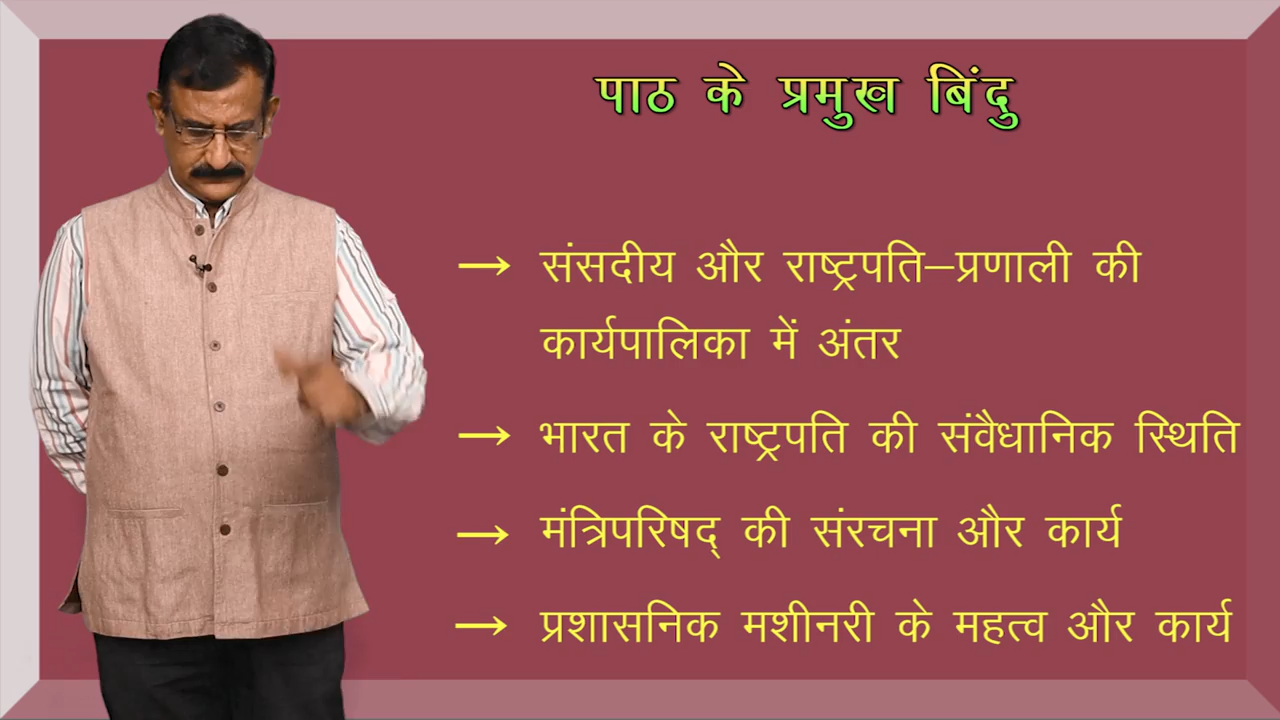 पाठ के प्रमुख बिंदु
→ संसदीय और राष्ट्रपति–प्रणाली की
कार्यपालिका में अंतर
→ भारत के राष्ट्रपति की संवैधानिक स्थिति
→ मंत्रिपरिषद् की संरचना और कार्य
→ प्रशासनिक मशीनरी के महत्व और कार्य